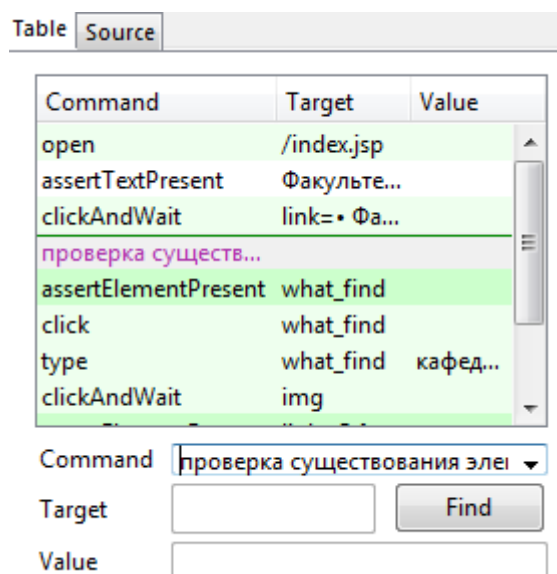 Table Source
Command Target Value
open /index.jsp
assertTextPresent Факульте...
clickAndWait link=• Фа...
проверка существ...
assertElementPresent what_find
click what_find
type what_find кафед...
clickAndWait img
Command проверка существования
Target Find
Value